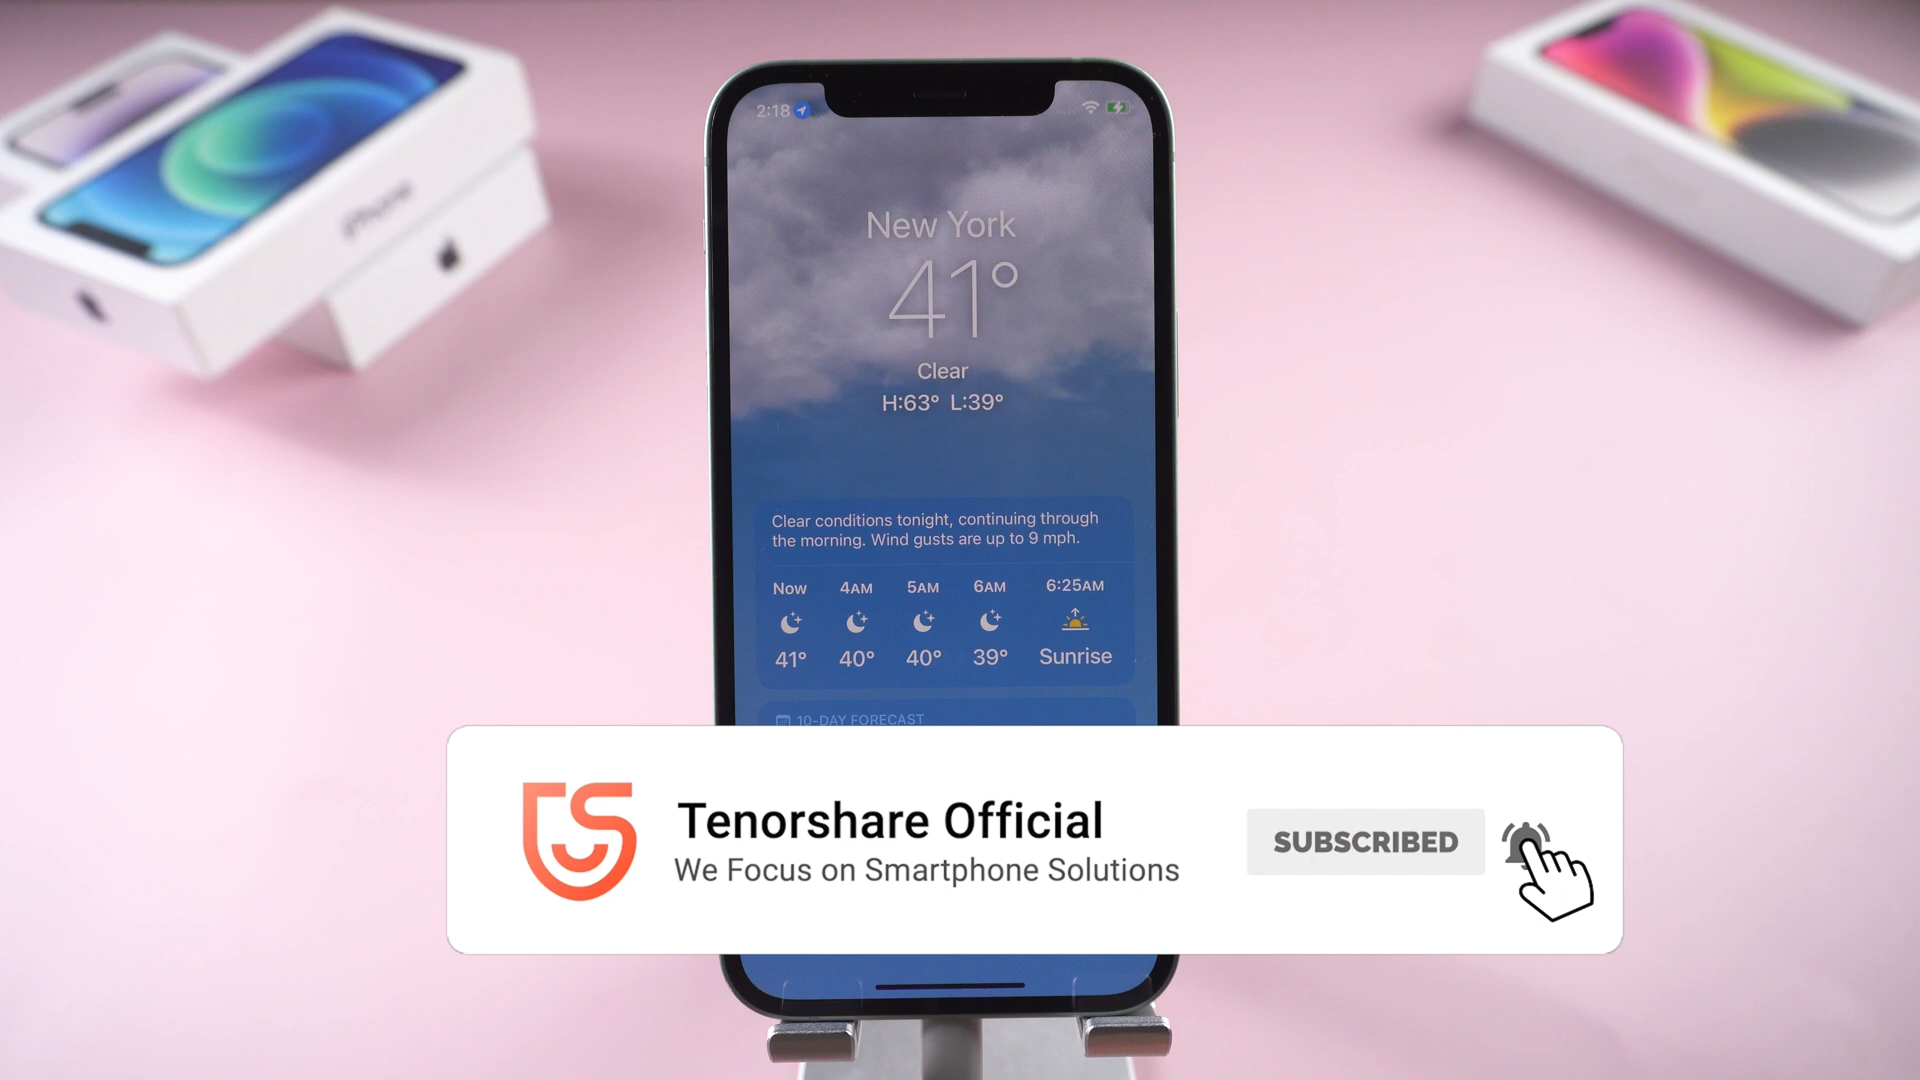 iPhone
2:18
New York
41°
Clear
H:63° L:39°
Clear conditions tonight, continuing through
the morning. Wind gusts are up to 9 mph.
Now 4AM 5AM 6AM 6:25AM
41° 40° 40° 39° Sunrise
10-DAY FORECAST
Tenorshare Official
We Focus on Smartphone Solutions
SUBSCRIBED